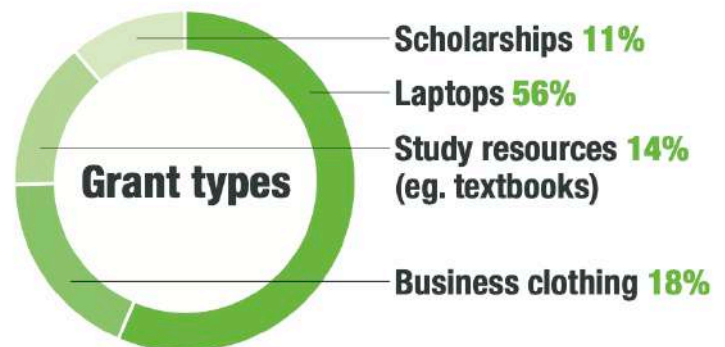 Scholarships 11%
Laptops 56%
Study resources 14%
(eg. textbooks)
Grant types
Business clothing 18%